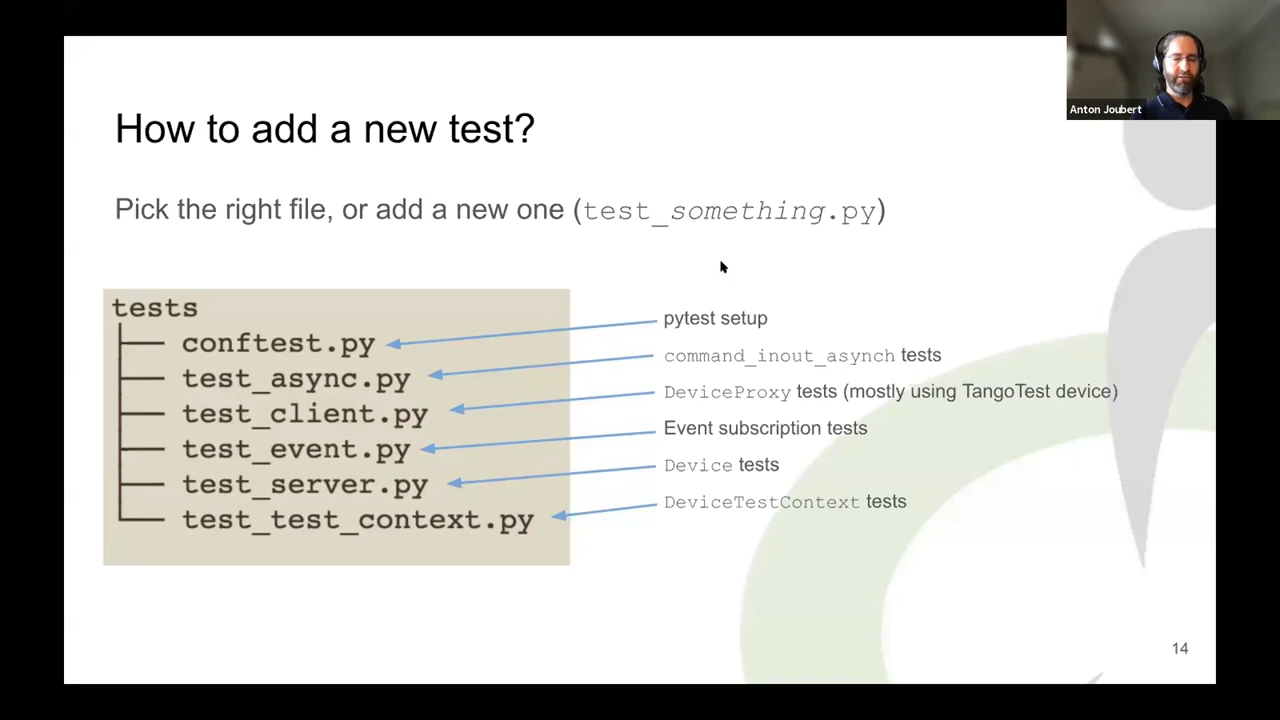 Anton Joubert
How to add a new test?
Pick the right file, or add a new one (test_something.py)
tests
conftest.py
test_async.py
test_client.py
test_event.py
test_server.py
test_test_context.py
pytest setup
command_inout_asynch tests
DeviceProxy tests (mostly using TangoTest device)
Event subscription tests
Device tests
DeviceTestContext tests
14